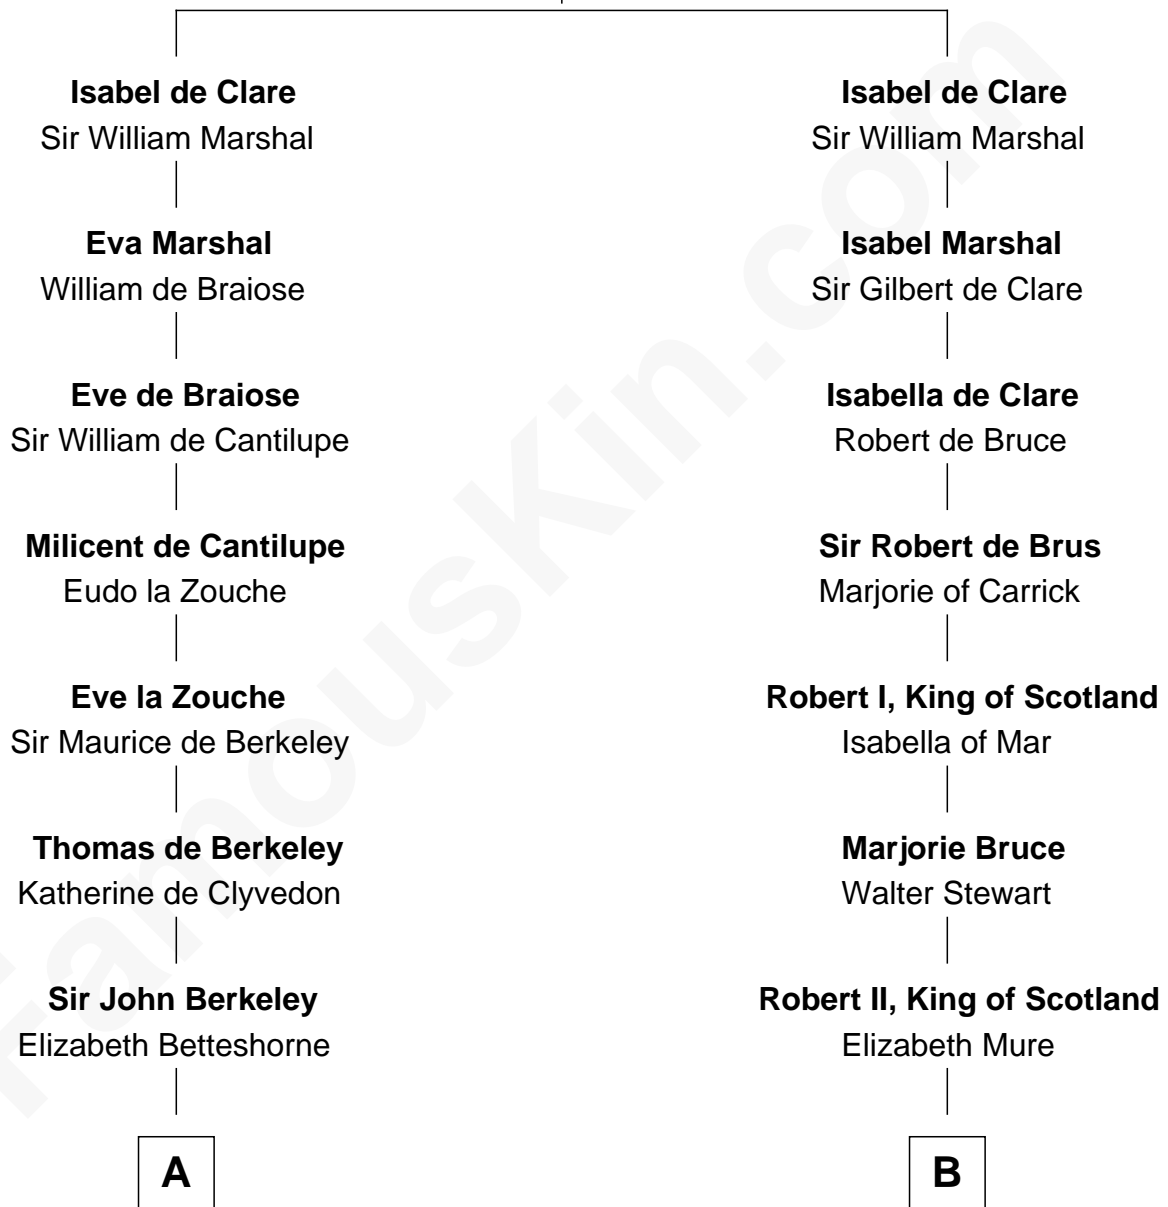 Isabel de Clare
Sir William Marshal
Eva Marshal
William de Braiose
Eve de Braiose
Sir William de Cantilupe
Milicent de Cantilupe
Eudo la Zouche
Eve la Zouche
Sir Maurice de Berkeley
Thomas de Berkeley
Katherine de Clyvedon
Sir John Berkeley
Elizabeth Betteshorne
A
Isabel de Clare
Sir William Marshal
Isabel Marshal
Sir Gilbert de Clare
Isabella de Clare
Robert de Bruce
Sir Robert de Brus
Marjorie of Carrick
Robert I, King of Scotland
Isabella of Mar
Marjorie Bruce
Walter Stewart
Robert II, King of Scotland
Elizabeth Mure
B
FamousKin.com